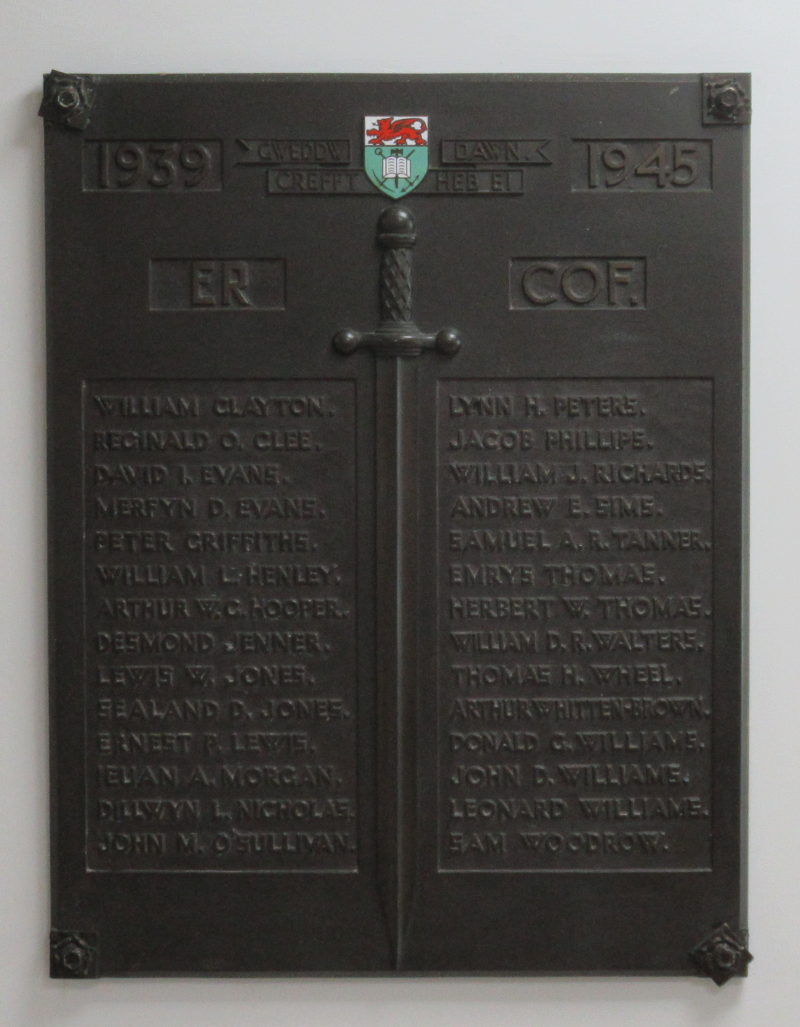 1939 GWEDDW DAWN. 1945
CREFFT HEB EI
ER COF.
WILLIAM CLAYTON.
REGINALD O. CLEE.
DAVID I. EVANS.
MERFYN D. EVANS.
PETER GRIFFITHS.
WILLIAM L. HENLEY.
ARTHUR W. G. HOOPER.
DESMOND JENNER.
LEWIS W. JONES.
SEALAND D. JONES.
ERNEST P. LEWIS.
IEUAN A. MORGAN.
DILLWYN L. NICHOLAS.
JOHN M. O'SULLIVAN.
LYNN H. PETERS.
JACOB PHILLIPS.
WILLIAM J. RICHARDS.
ANDREW E. SIMS.
SAMUEL A. R. TANNER.
EMRYS THOMAS.
HERBERT W. THOMAS.
WILLIAM D. R. WALTERS.
THOMAS H. WHEEL.
ARTHUR WHITTEN-BROWN.
DONALD G. WILLIAMS.
JOHN D. WILLIAMS.
LEONARD WILLIAMS.
SAM WOODROW.